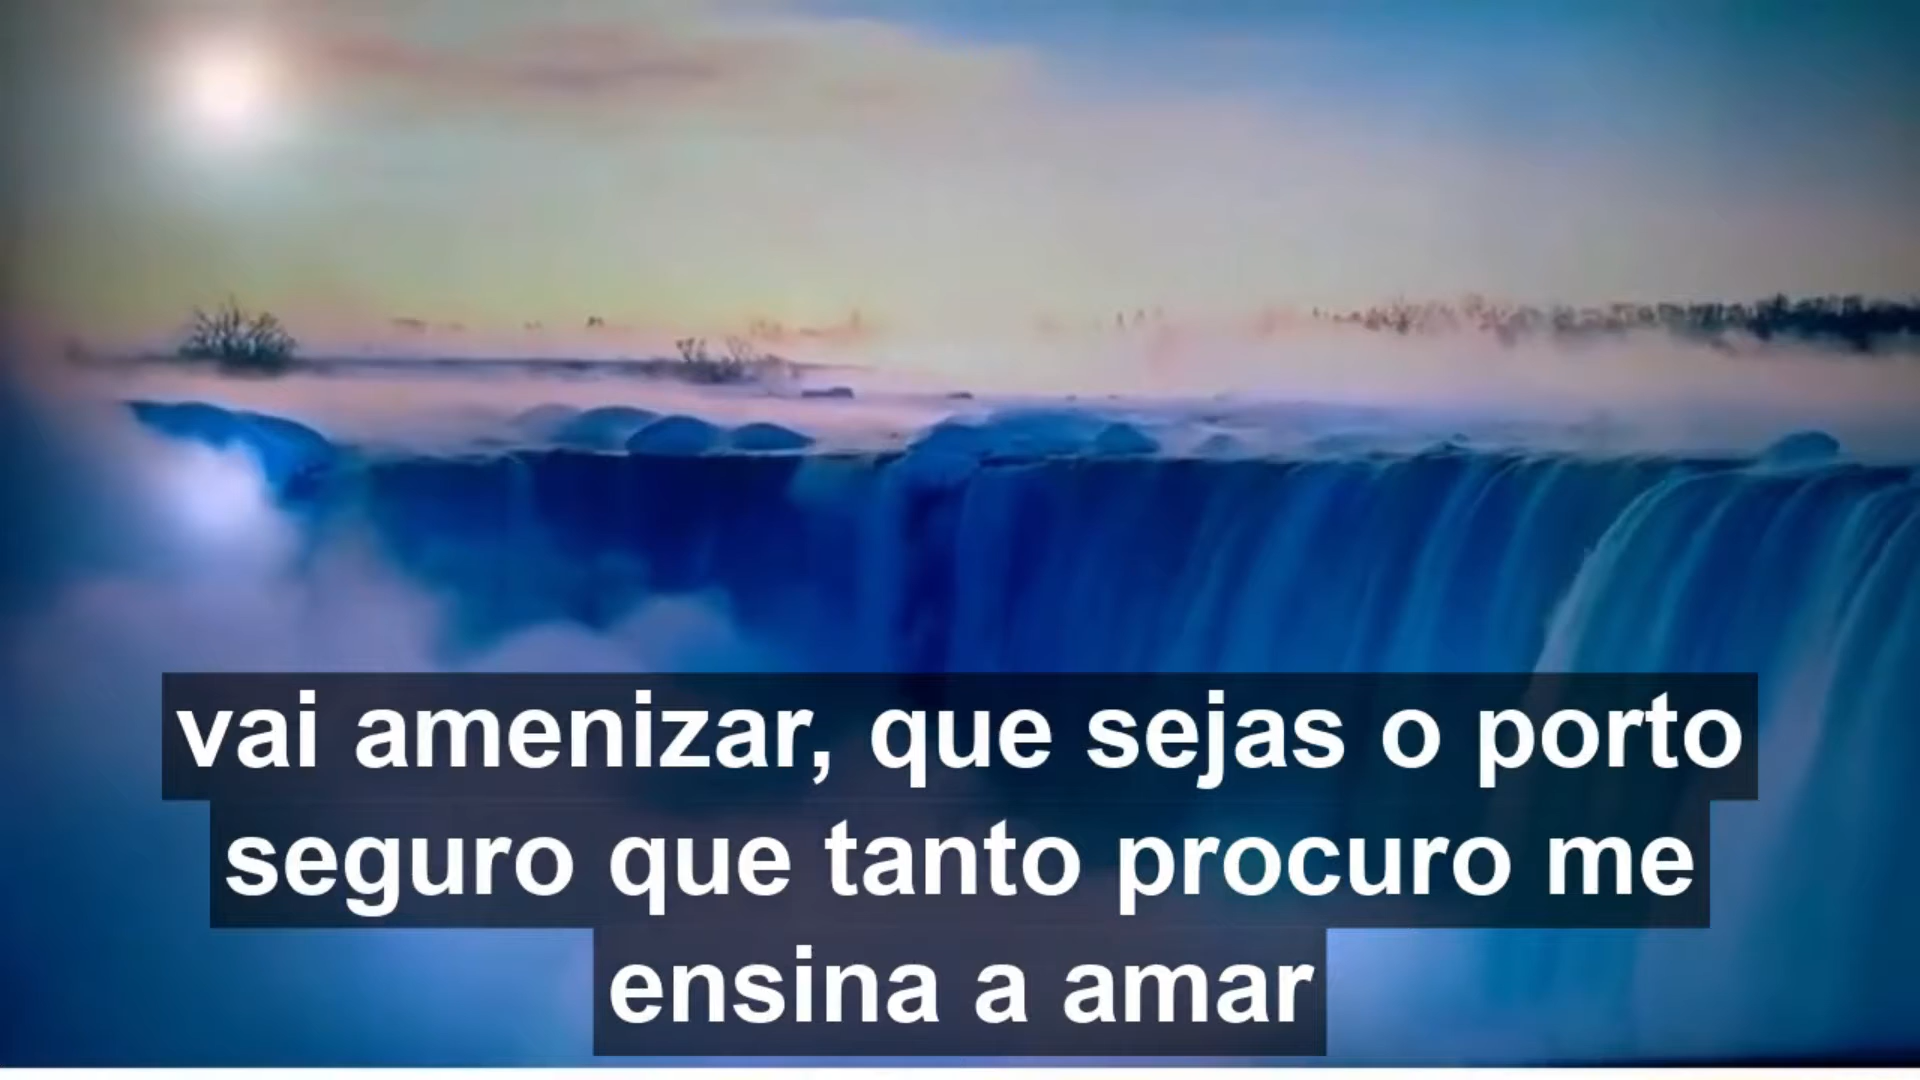 vai amenizar, que sejas o porto
seguro que tanto procuro me
ensina a amar